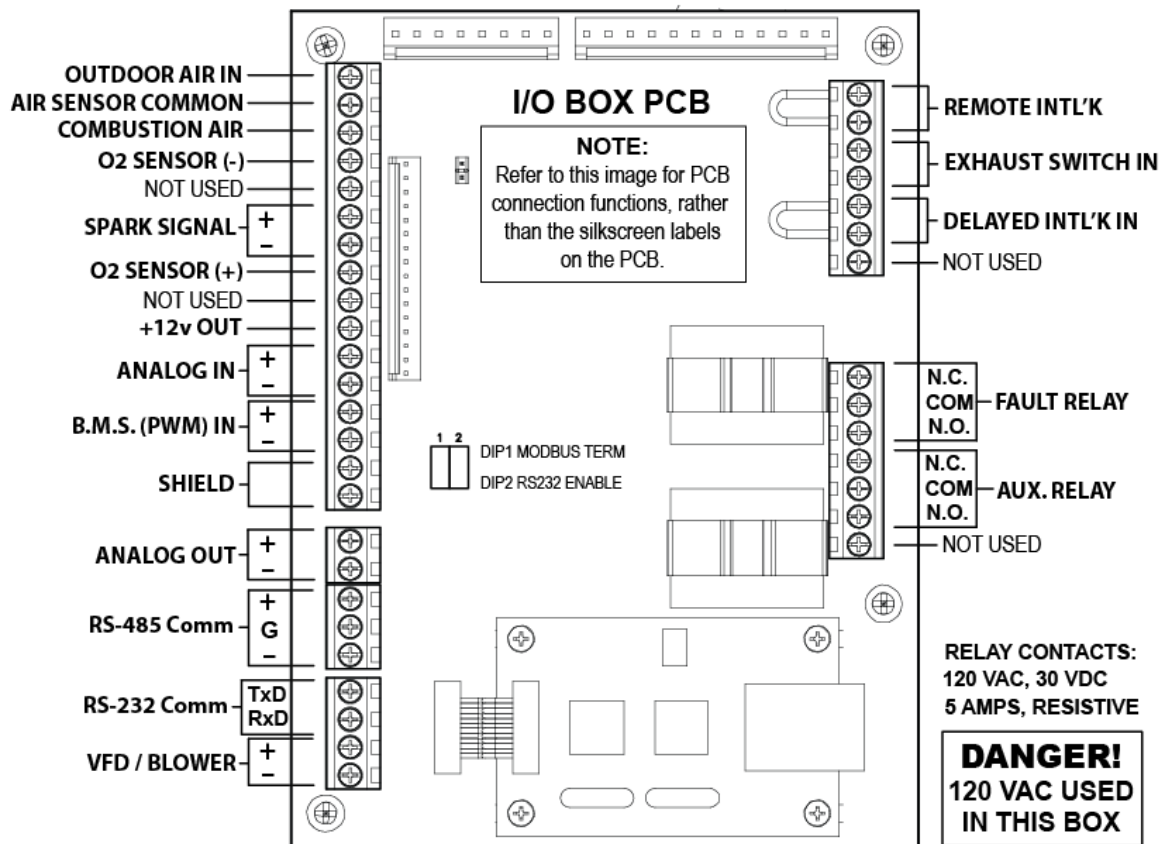 OUTDOOR AIR IN
AIR SENSOR COMMON
COMBUSTION AIR
O2 SENSOR (-)
NOT USED
SPARK SIGNAL
+
–
O2 SENSOR (+)
NOT USED
+12v OUT
ANALOG IN
+
–
B.M.S. (PWM) IN
+
–
SHIELD
ANALOG OUT
+
–
RS-485 Comm
+
G
–
RS-232 Comm
TxD
RxD
VFD / BLOWER
+
–
I/O BOX PCB
NOTE:
Refer to this image for PCB
connection functions, rather
than the silkscreen labels
on the PCB.
1 2
DIP1 MODBUS TERM
DIP2 RS232 ENABLE
REMOTE INTL'K
EXHAUST SWITCH IN
DELAYED INTL'K IN
NOT USED
N.C.
COM
N.O.
FAULT RELAY
N.C.
COM
N.O.
AUX. RELAY
NOT USED
RELAY CONTACTS:
120 VAC, 30 VDC
5 AMPS, RESISTIVE
DANGER!
120 VAC USED
IN THIS BOX